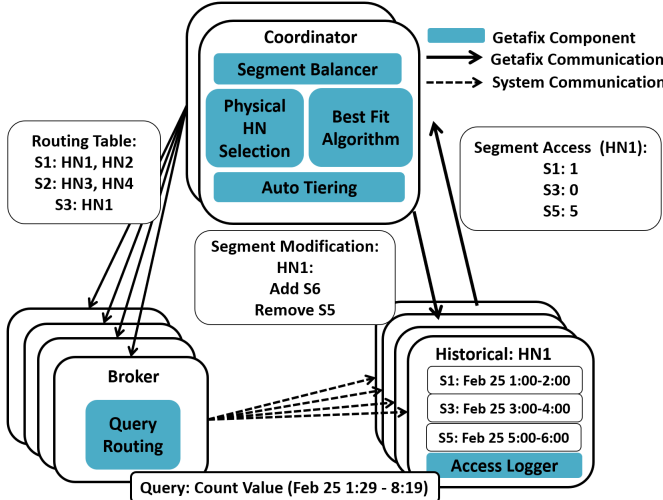 Coordinator
Segment Balancer
Physical
HN
Selection
Best Fit
Algorithm
Auto Tiering
Getafix Component
Getafix Communication
System Communication
Routing Table:
S1: HN1, HN2
S2: HN3, HN4
S3: HN1
Segment Access (HN1):
S1: 1
S3: 0
S5: 5
Segment Modification:
HN1:
Add S6
Remove S5
Broker
Query
Routing
Historical: HN1
S1: Feb 25 1:00-2:00
S3: Feb 25 3:00-4:00
S5: Feb 25 5:00-6:00
Access Logger
Query: Count Value (Feb 25 1:29 - 8:19)